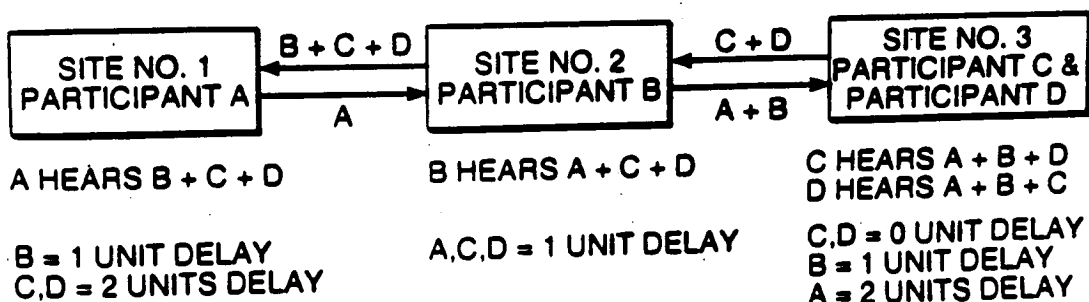 SITE NO. 1
PARTICIPANT A
B + C + D
A
SITE NO. 2
PARTICIPANT B
C + D
A + B
SITE NO. 3
PARTICIPANT C &
PARTICIPANT D
A HEARS B + C + D
B = 1 UNIT DELAY
C,D = 2 UNITS DELAY
B HEARS A + C + D
A,C,D = 1 UNIT DELAY
C HEARS A + B + D
D HEARS A + B + C
C,D = 0 UNIT DELAY
B = 1 UNIT DELAY
A = 2 UNITS DELAY